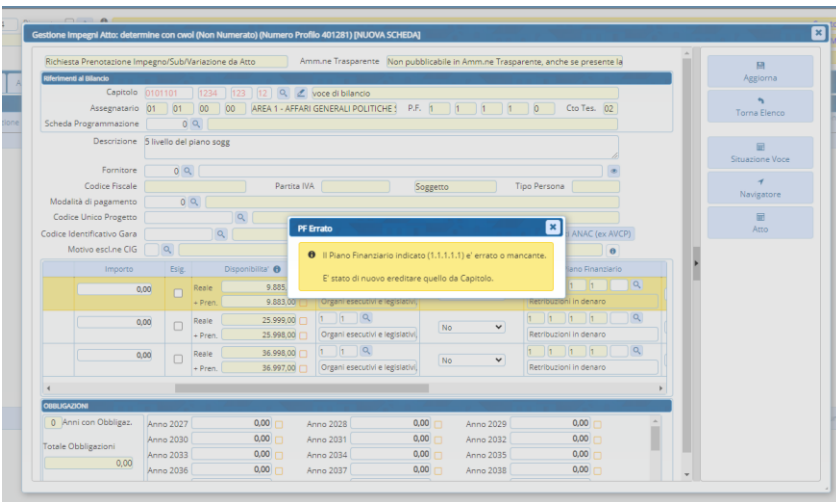 Gestione Impegni Atto: determine con cwol (Non Numerato) (Numero Profilo 401281) [NUOVA SCHEDA]
Richiesta Prenotazione Impegno/Sub/Variazione da Atto Amm.ne Trasparente Non pubblicabile in Amm.ne Trasparente, anche se presente la
Riferimenti al Bilancio
Capitolo 0101101 1234 123 12 voce di bilancio
Assegnatario 01 01 00 00 AREA 1 - AFFARI GENERALI POLITICHE P.F. 1 1 1 1 0 Cto Tes. 02
Scheda Programmazione 0
Descrizione 5 livello del piano sogg
Fornitore 0
Codice Fiscale Partita IVA Soggetto Tipo Persona
Modalità di pagamento 0
Codice Unico Progetto
Codice Identificativo Gara ANAC (ex AVCP)
Motivo escl.ne CIG
PF Errato
Il Piano Finanziario indicato (1.1.1.1.1) e' errato o mancante.
E' stato di nuovo ereditare quello da Capitolo.
Importo Esig. Disponibilita' Piano Finanziario
0,00 Reale 9.885, 1 1
+ Pren. 9.883,00 Organi esecutivi e legislativi, Retribuzioni in denaro
0,00 Reale 25.999,00 1 1 No 1 1 1 1
+ Pren. 25.998,00 Organi esecutivi e legislativi, Retribuzioni in denaro
0,00 Reale 36.998,00 1 1 No 1 1 1 1
+ Pren. 36.997,00 Organi esecutivi e legislativi, Retribuzioni in denaro
OBBLIGAZIONI
0 Anni con Obbligaz. Anno 2027 0,00 Anno 2028 0,00 Anno 2029 0,00
Anno 2030 0,00 Anno 2031 0,00 Anno 2032 0,00
Totale Obbligazioni Anno 2033 0,00 Anno 2034 0,00 Anno 2035 0,00
0,00 Anno 2036 0,00 Anno 2037 0,00 Anno 2038 0,00
Aggiorna
Torna Elenco
Situazione Voce
Navigatore
Atto